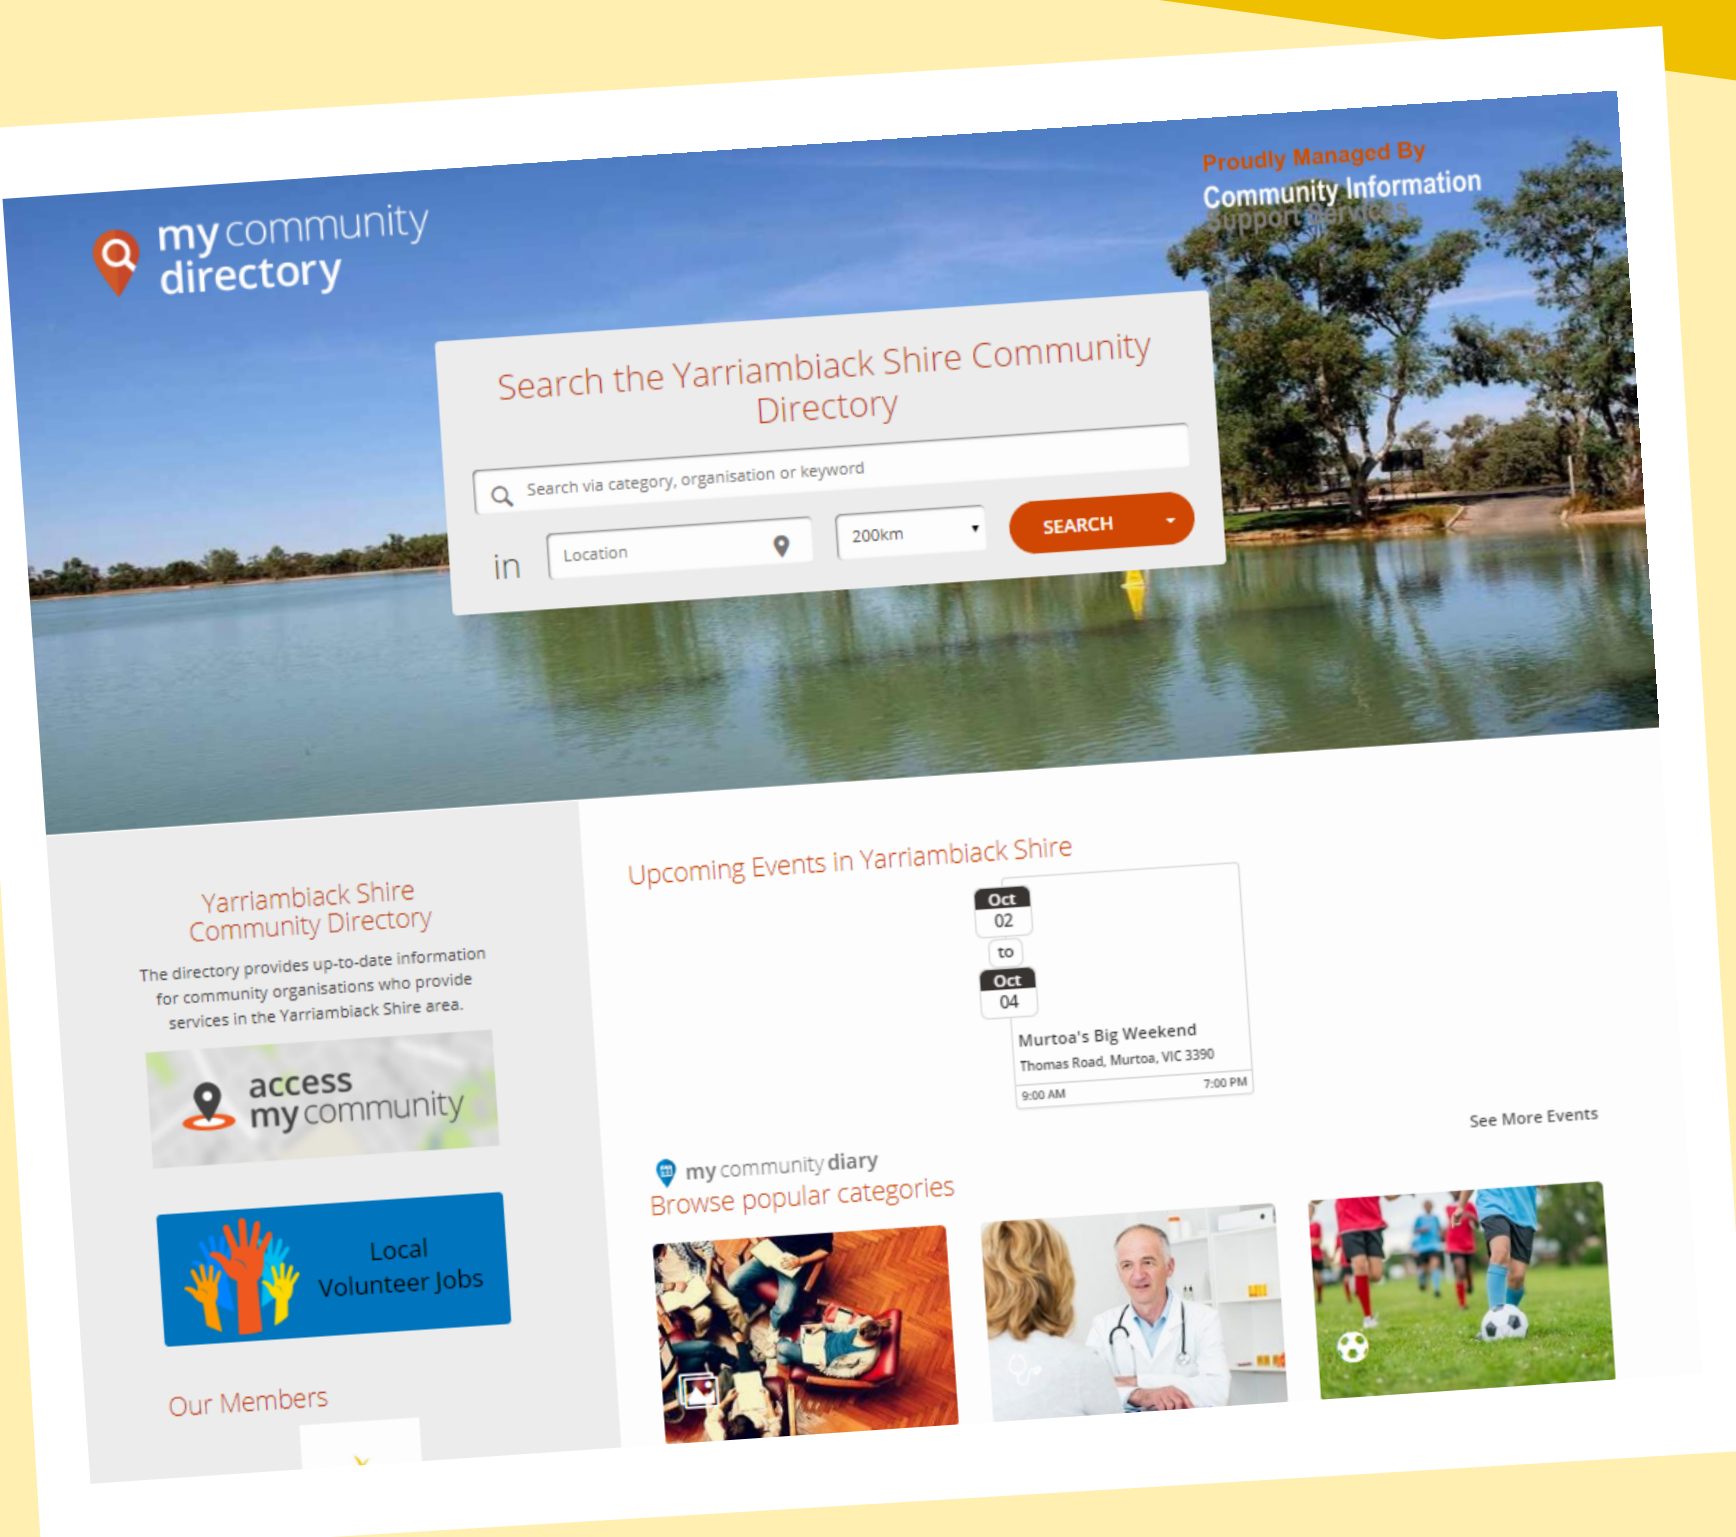 my community
directory
Proudly Managed By
Community Information
Support Services
Search the Yarriambiack Shire Community
Directory
Search via category, organisation or keyword
in
Location
200km
SEARCH
Yarriambiack Shire
Community Directory
The directory provides up-to-date information
for community organisations who provide
services in the Yarriambiack Shire area.
access
my community
Local
Volunteer Jobs
Our Members
Upcoming Events in Yarriambiack Shire
Oct
02
to
Oct
04
Murtoa's Big Weekend
Thomas Road, Murtoa, VIC 3390
9:00 AM 7:00 PM
See More Events
my community diary
Browse popular categories